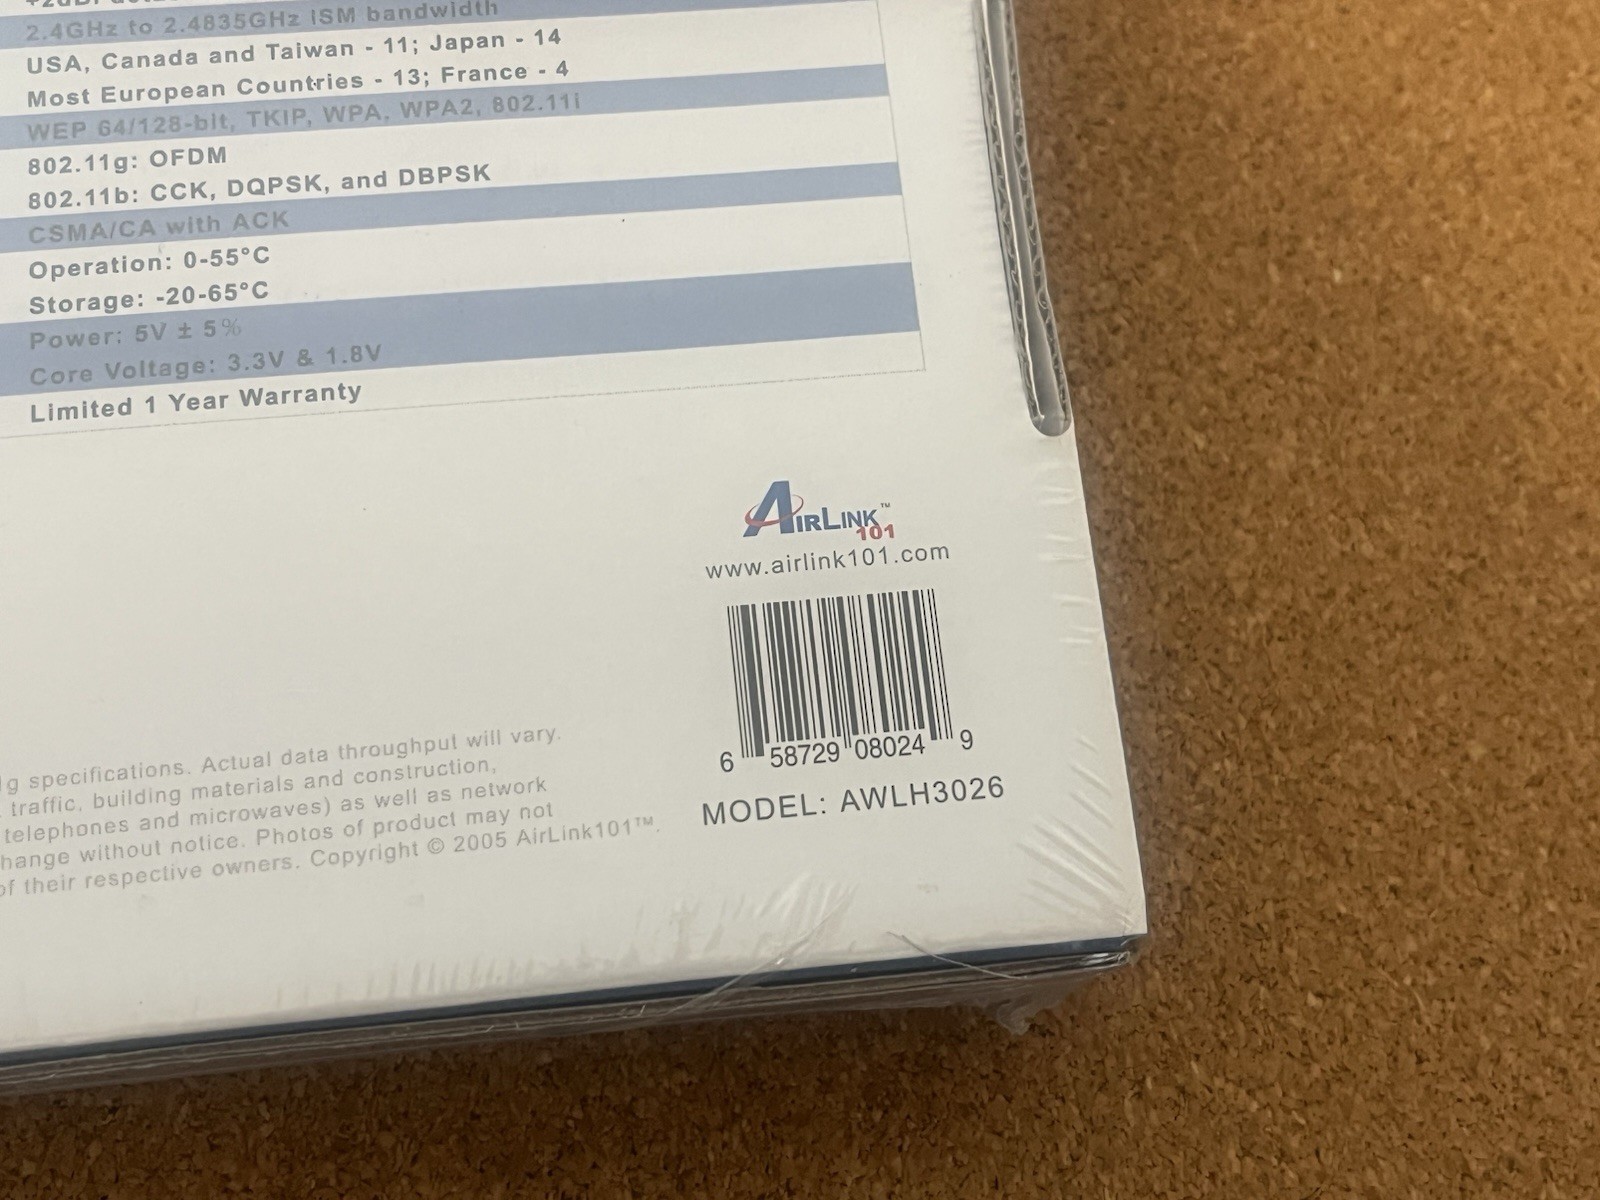 2.4GHz to 2.4835GHz ISM bandwidth
USA, Canada and Taiwan - 11; Japan - 14
Most European Countries - 13; France - 4
WEP 64/128-bit, TKIP, WPA, WPA2, 802.11i
802.11g: OFDM
802.11b: CCK, DQPSK, and DBPSK
CSMA/CA with ACK
Operation: 0-55°C
Storage: -20-65°C
Power: 5V ± 5%
Core Voltage: 3.3V & 1.8V
Limited 1 Year Warranty
AIRLINK™
101
www.airlink101.com
6 58729 08024 9
MODEL: AWLH3026
g specifications. Actual data throughput will vary.
traffic, building materials and construction,
telephones and microwaves) as well as network
hange without notice. Photos of product may not
of their respective owners. Copyright © 2005 AirLink101™.